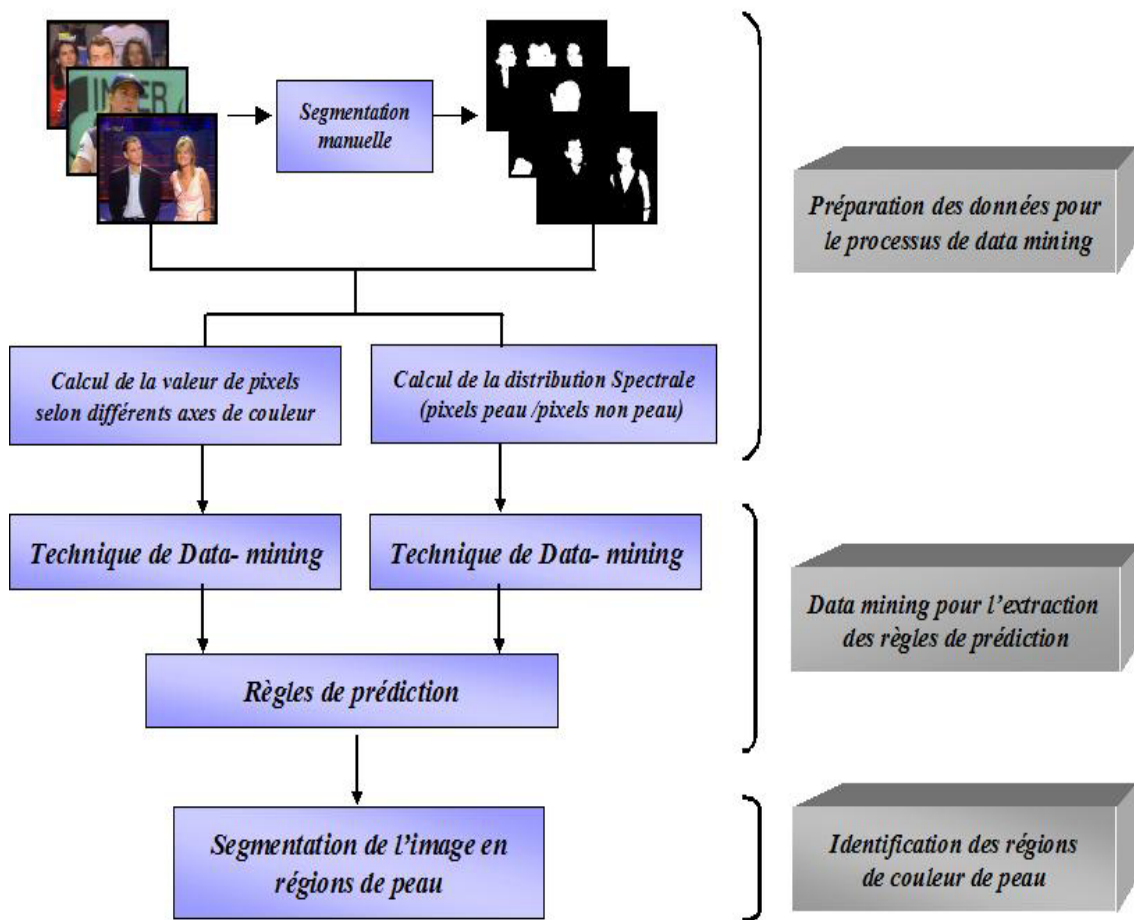 INTER
Segmentation
manuelle
Préparation des données pour
le processus de data mining
Calcul de la valeur de pixels
selon différents axes de couleur
Calcul de la distribution Spectrale
(pixels peau /pixels non peau)
Technique de Data- mining
Technique de Data- mining
Data mining pour l’extraction
des règles de prédiction
Règles de prédiction
Segmentation de l’image en
régions de peau
Identification des régions
de couleur de peau